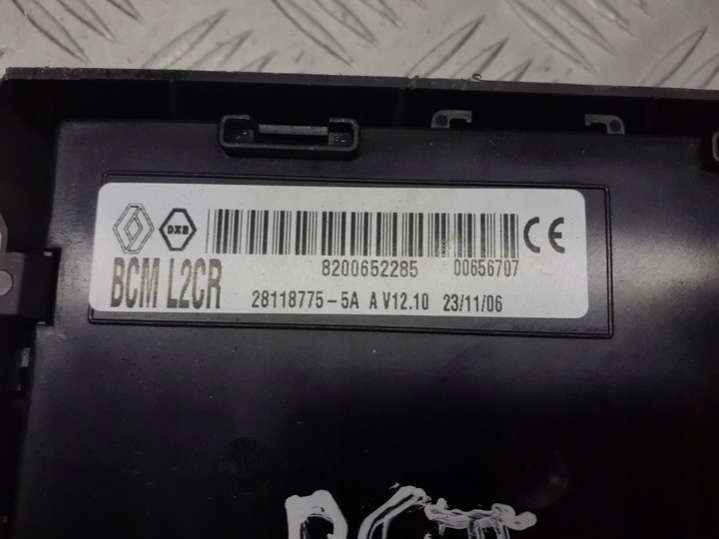 DXB
8200652285 00656707
BCM L2CR 28118775-5A A V12.10 23/11/06